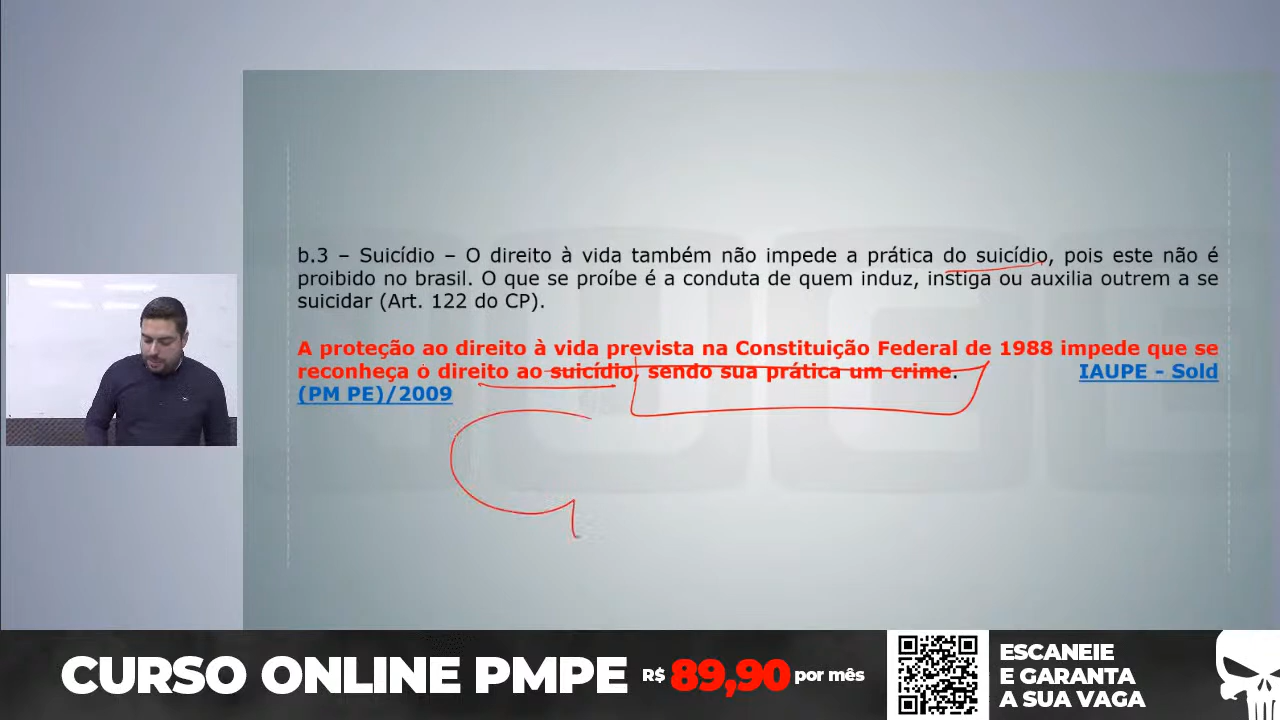 b.3 – Suicídio – O direito à vida também não impede a prática do suicídio, pois este não é
proibido no brasil. O que se proíbe é a conduta de quem induz, instiga ou auxilia outrem a se
suicidar (Art. 122 do CP).
A proteção ao direito à vida prevista na Constituição Federal de 1988 impede que se
reconheça o direito ao suicídio, sendo sua prática um crime. IAUPE - Sold
(PM PE)/2009
CURSO ONLINE PMPE R$ 89,90 por mês
ESCANEIE
E GARANTA
A SUA VAGA